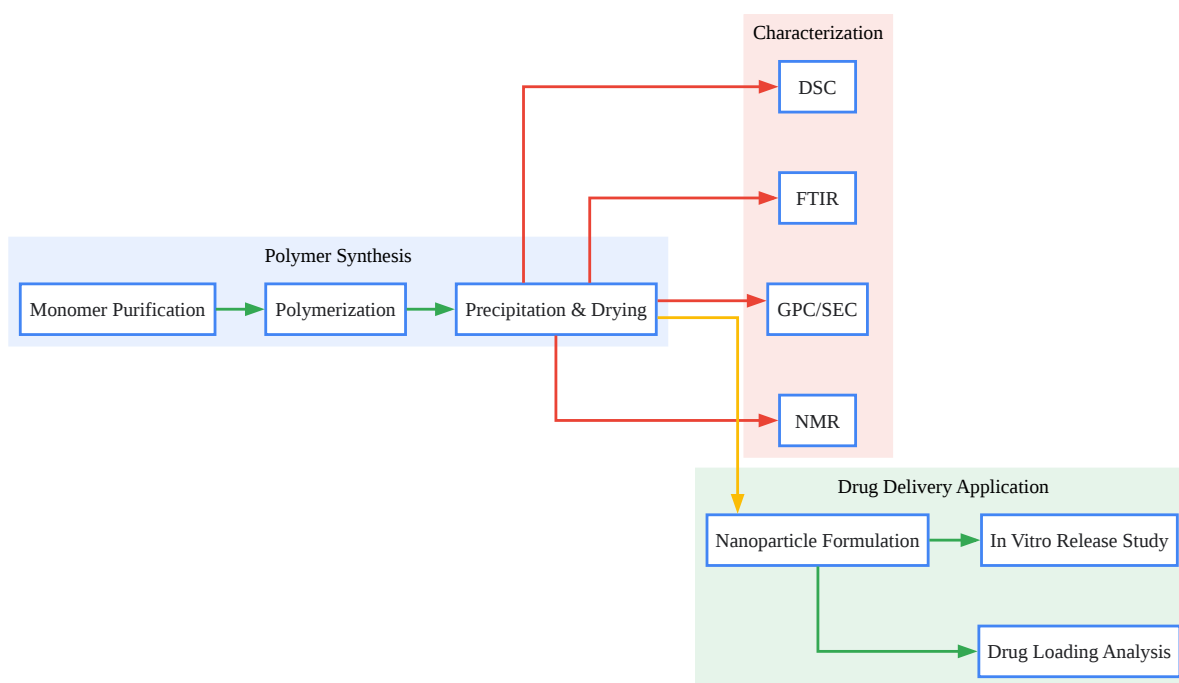 Characterization
DSC
FTIR
Polymer Synthesis
Monomer Purification
Polymerization
Precipitation & Drying
GPC/SEC
NMR
Drug Delivery Application
Nanoparticle Formulation
In Vitro Release Study
Drug Loading Analysis